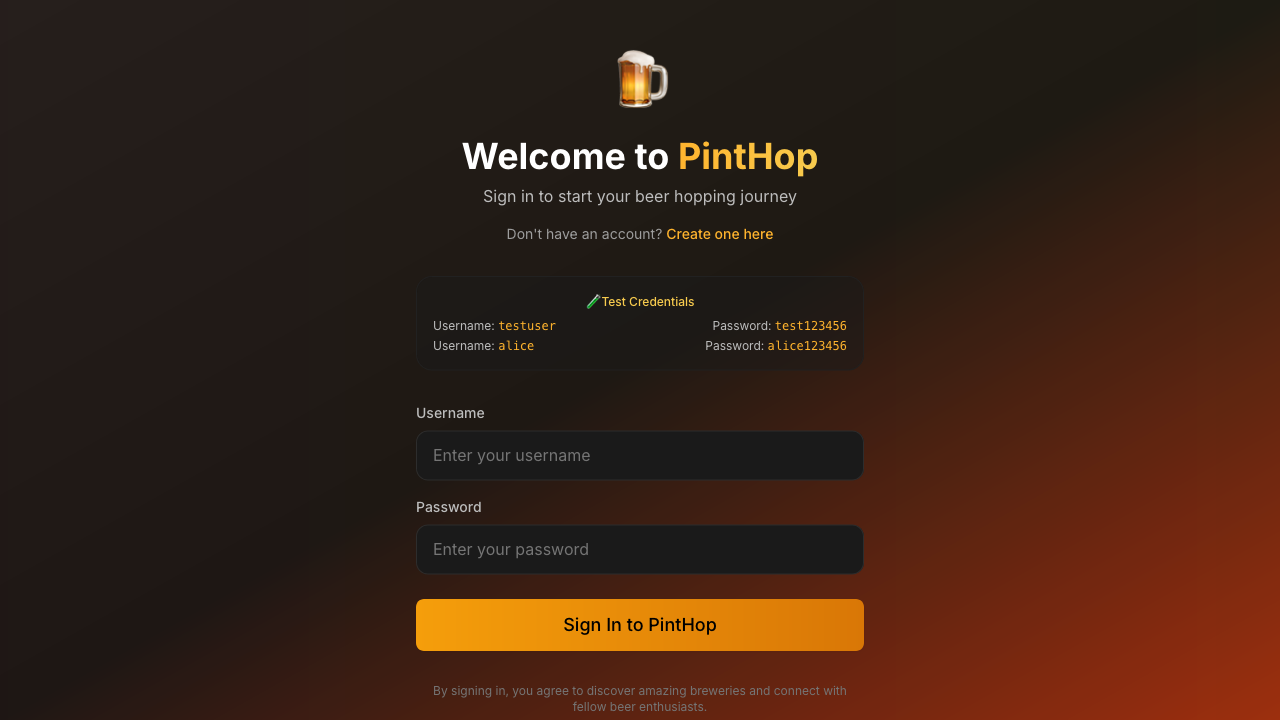 Welcome to PintHop
Sign in to start your beer hopping journey
Don't have an account? Create one here
Test Credentials
Username: testuser Password: test123456
Username: alice Password: alice123456
Username
Enter your username
Password
Enter your password
Sign In to PintHop
By signing in, you agree to discover amazing breweries and connect with
fellow beer enthusiasts.